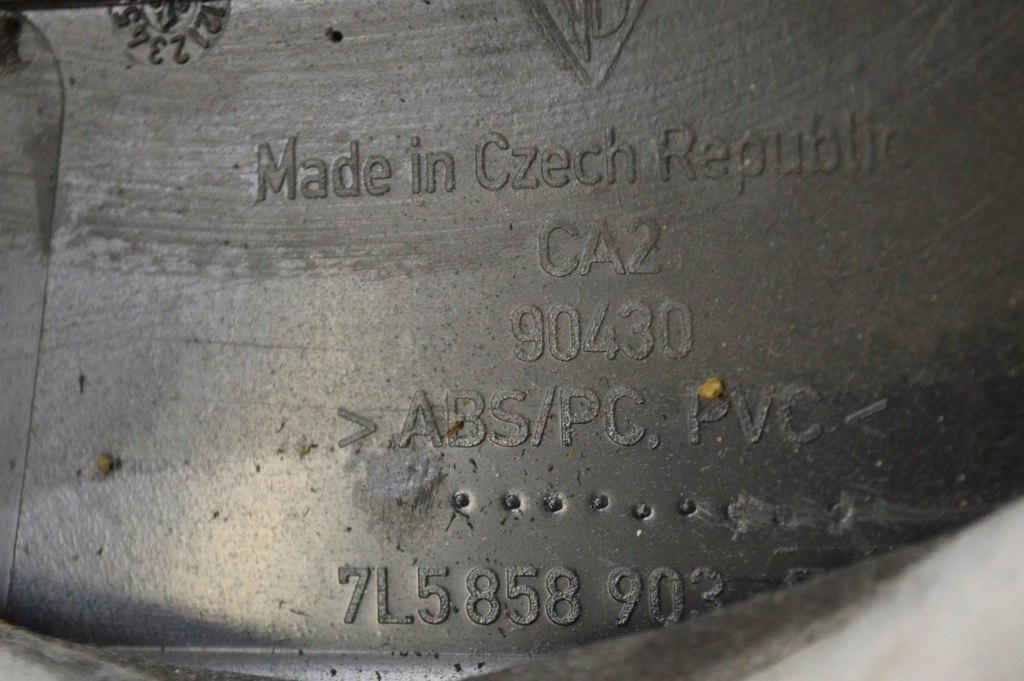 Made in Czech Republic
CA2
90430
> ABS/PC, PVC <
7L5 858 903